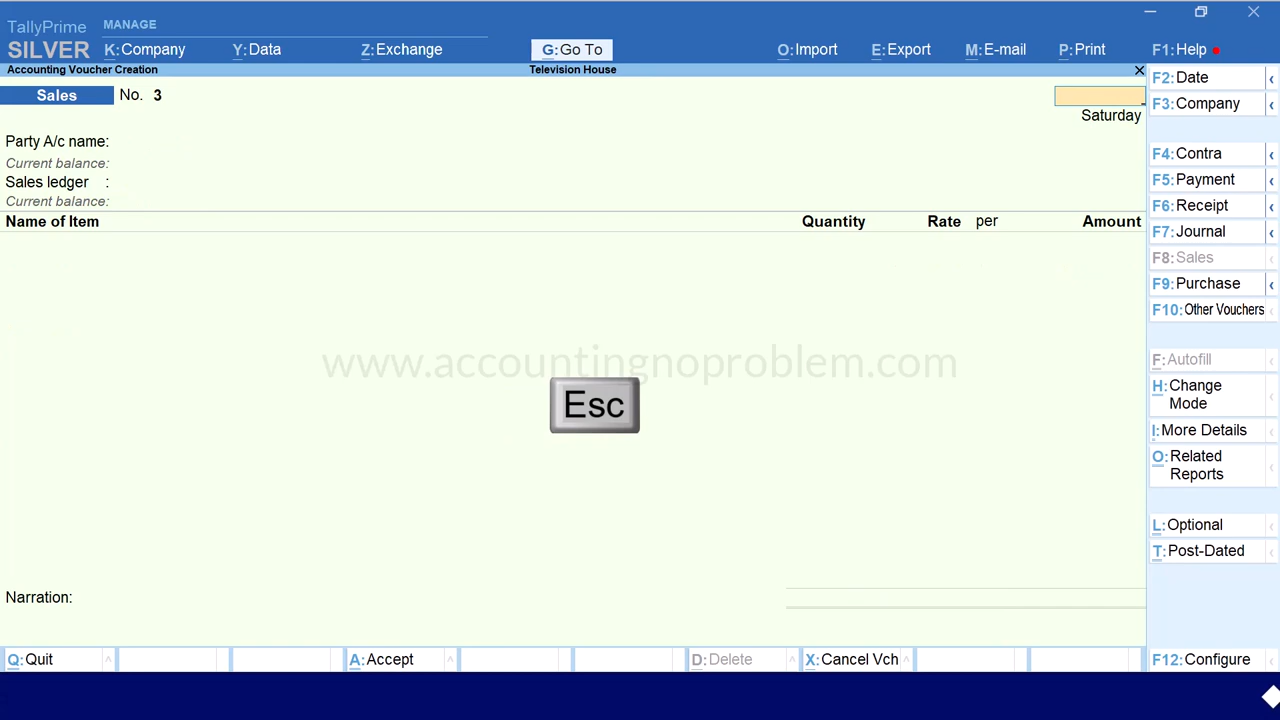 TallyPrime MANAGE
SILVER K:Company Y:Data Z:Exchange G:Go To O:Import E:Export M:E-mail P:Print F1:Help
Accounting Voucher Creation Television House
Sales No. 3
Saturday
Party A/c name:
Current balance:
Sales ledger :
Current balance:
Name of Item Quantity Rate per Amount
www.accountingnoproblem.com
Esc
Narration:
Q:Quit A:Accept D:Delete X:Cancel Vch F12:Configure
F2:Date
F3:Company
F4:Contra
F5:Payment
F6:Receipt
F7:Journal
F8:Sales
F9:Purchase
F10:Other Vouchers
F:Autofill
H:Change
Mode
I:More Details
O:Related
Reports
L:Optional
T:Post-Dated